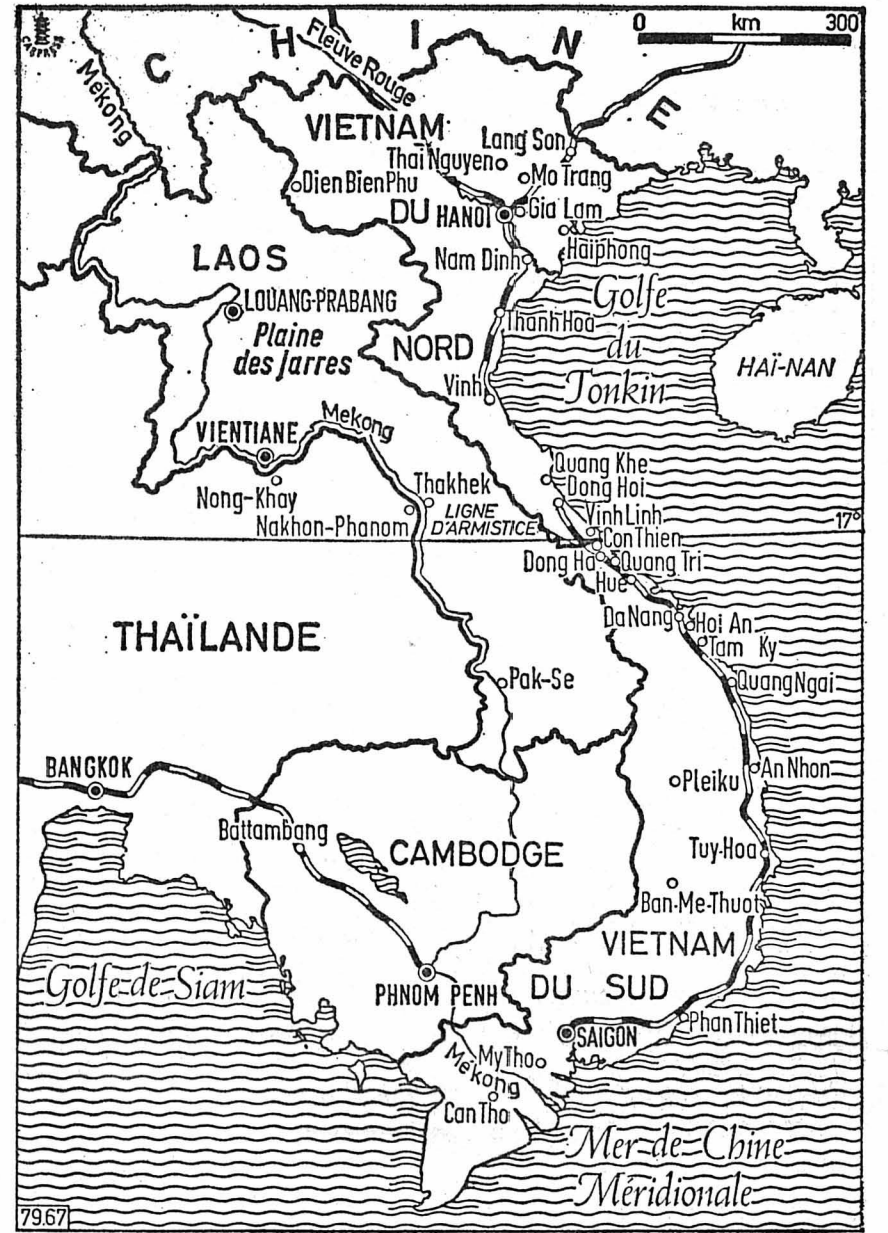 CAGPRESS
0 km 300
CHINE
Fleuve Rouge
Mékong
VIETNAM
Lang Son
Thai Nguyen
Mo Trang
Dien Bien Phu
DU
HANOI
Gia Lam
Haiphong
Nam Dinh
LAOS
Golfe
du
Tonkin
LOUANG-PRABANG
Thanh Hoa
Plaine
des Jarres
NORD
HAÏ-NAN
Vinh
Mekong
VIENTIANE
Quang Khe
Dong Hoi
Nong-Khay
Thakhek
Nakhon-Phanom
LIGNE
D'ARMISTICE
Vinh Linh
17°
Con Thien
Dong Ha
Quang Tri
Hue
Da Nang
Hoi An
Tam Ky
THAÏLANDE
Pak-Se
Quang Ngai
BANGKOK
Pleiku
An Nhon
Battambang
CAMBODGE
Tuy-Hoa
Ban-Me-Thuot
VIETNAM
Golfe-de-Siam
PHNOM PENH
DU SUD
SAIGON
Phan Thiet
My Tho
Mékong
Can Tho
Mer-de-Chine
Méridionale
79.67